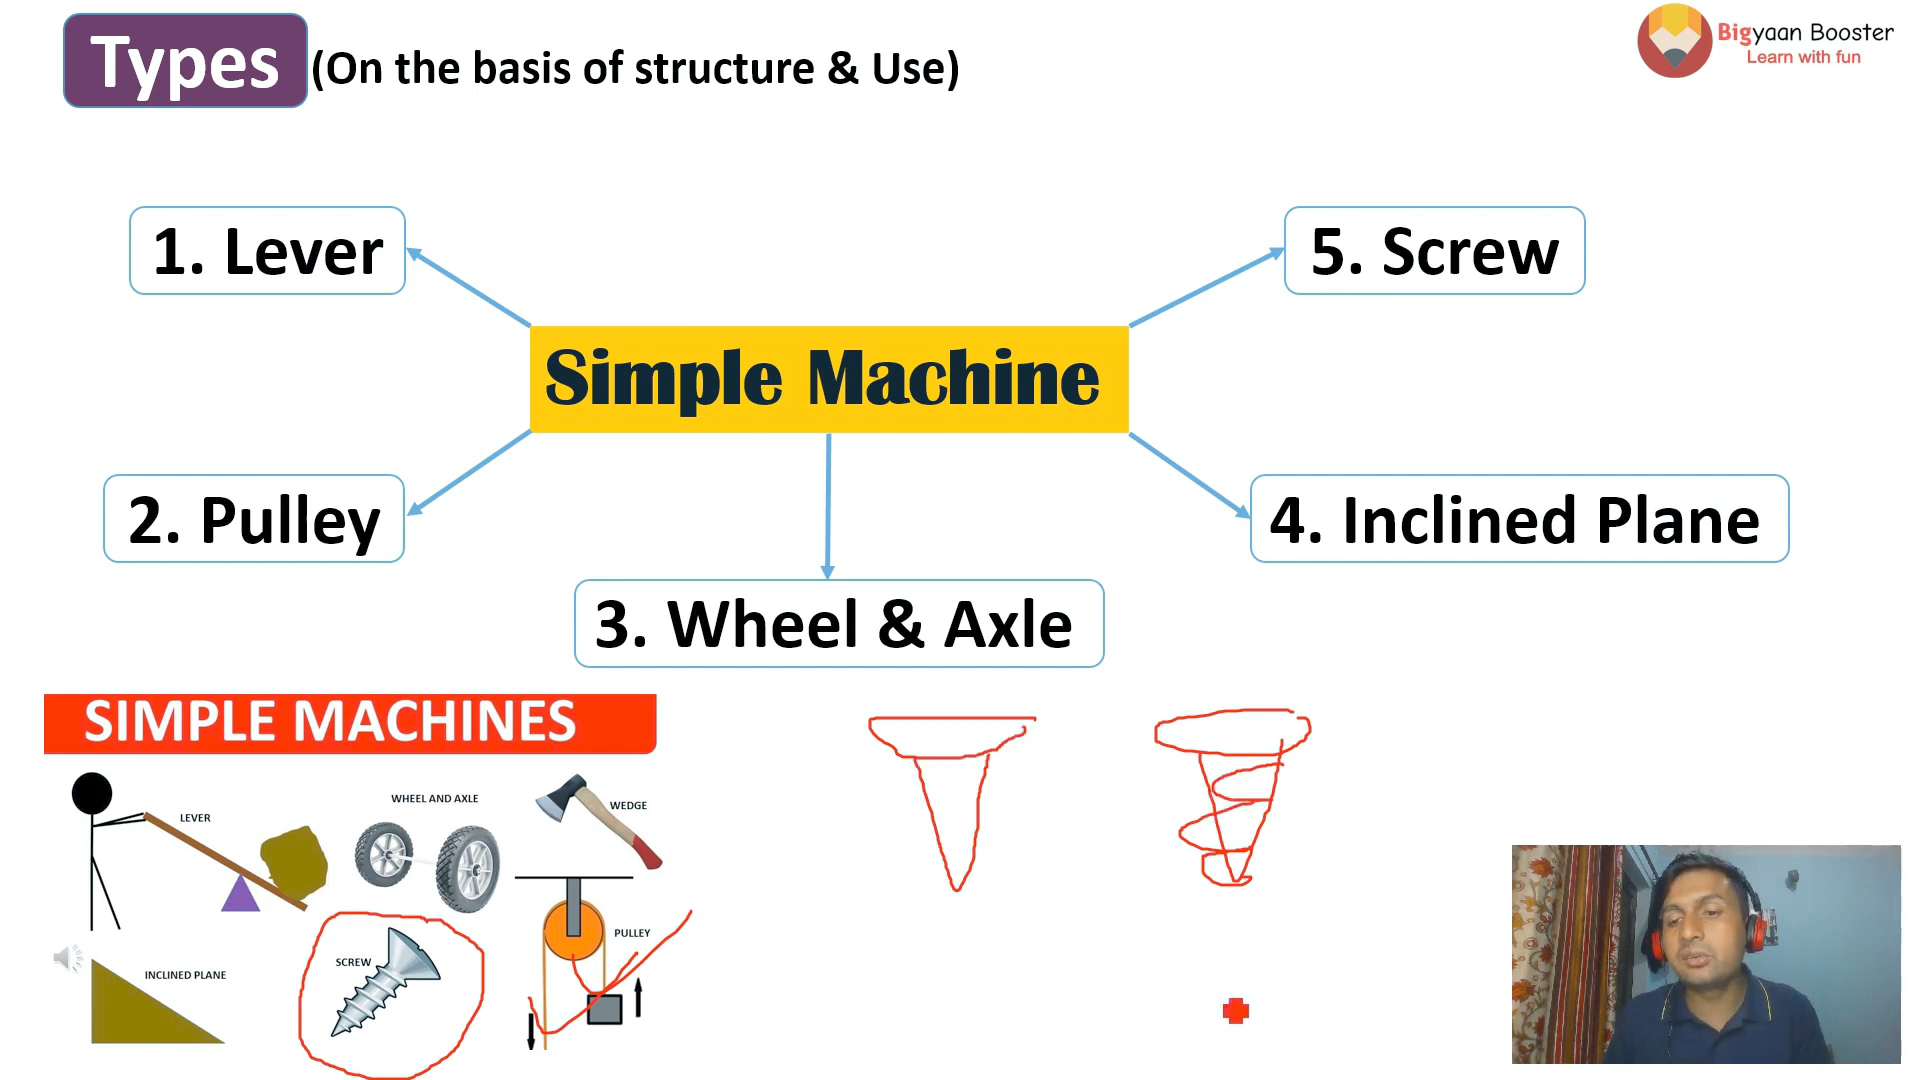 Types (On the basis of structure & Use)
Bigyaan Booster
Learn with fun
1. Lever
5. Screw
Simple Machine
2. Pulley
4. Inclined Plane
3. Wheel & Axle
SIMPLE MACHINES
LEVER
WHEEL AND AXLE
WEDGE
SCREW
PULLEY
INCLINED PLANE